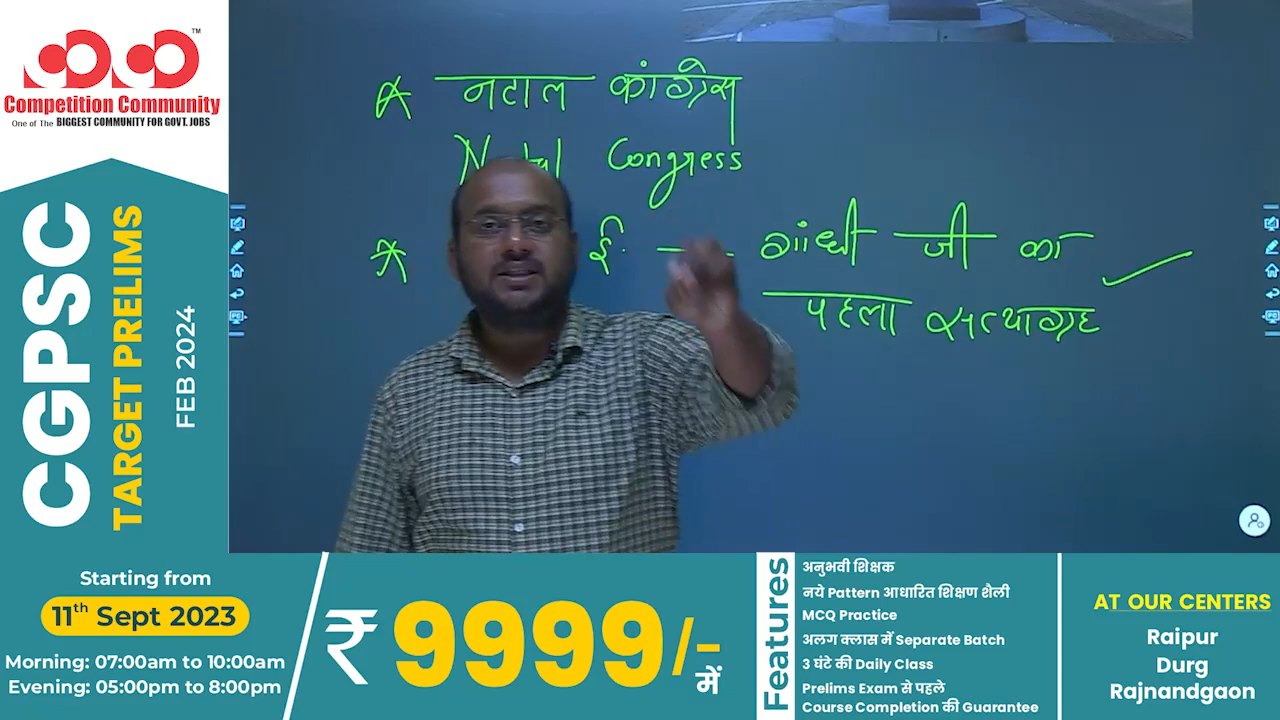 TM
Competition Community
One of The BIGGEST COMMUNITY FOR GOVT. JOBS
CGPSC
TARGET PRELIMS
FEB 2024
☆ नटाल कांग्रेस
Congress
☆ ई. — गांधी जी का ✓
पहला सत्याग्रह
Starting from
11th Sept 2023
Morning: 07:00am to 10:00am
Evening: 05:00pm to 8:00pm
₹ 9999/- में
Features
अनुभवी शिक्षक
नये Pattern आधारित शिक्षण शैली
MCQ Practice
अलग क्लास में Separate Batch
3 घंटे की Daily Class
Prelims Exam से पहले
Course Completion की Guarantee
AT OUR CENTERS
Raipur
Durg
Rajnandgaon